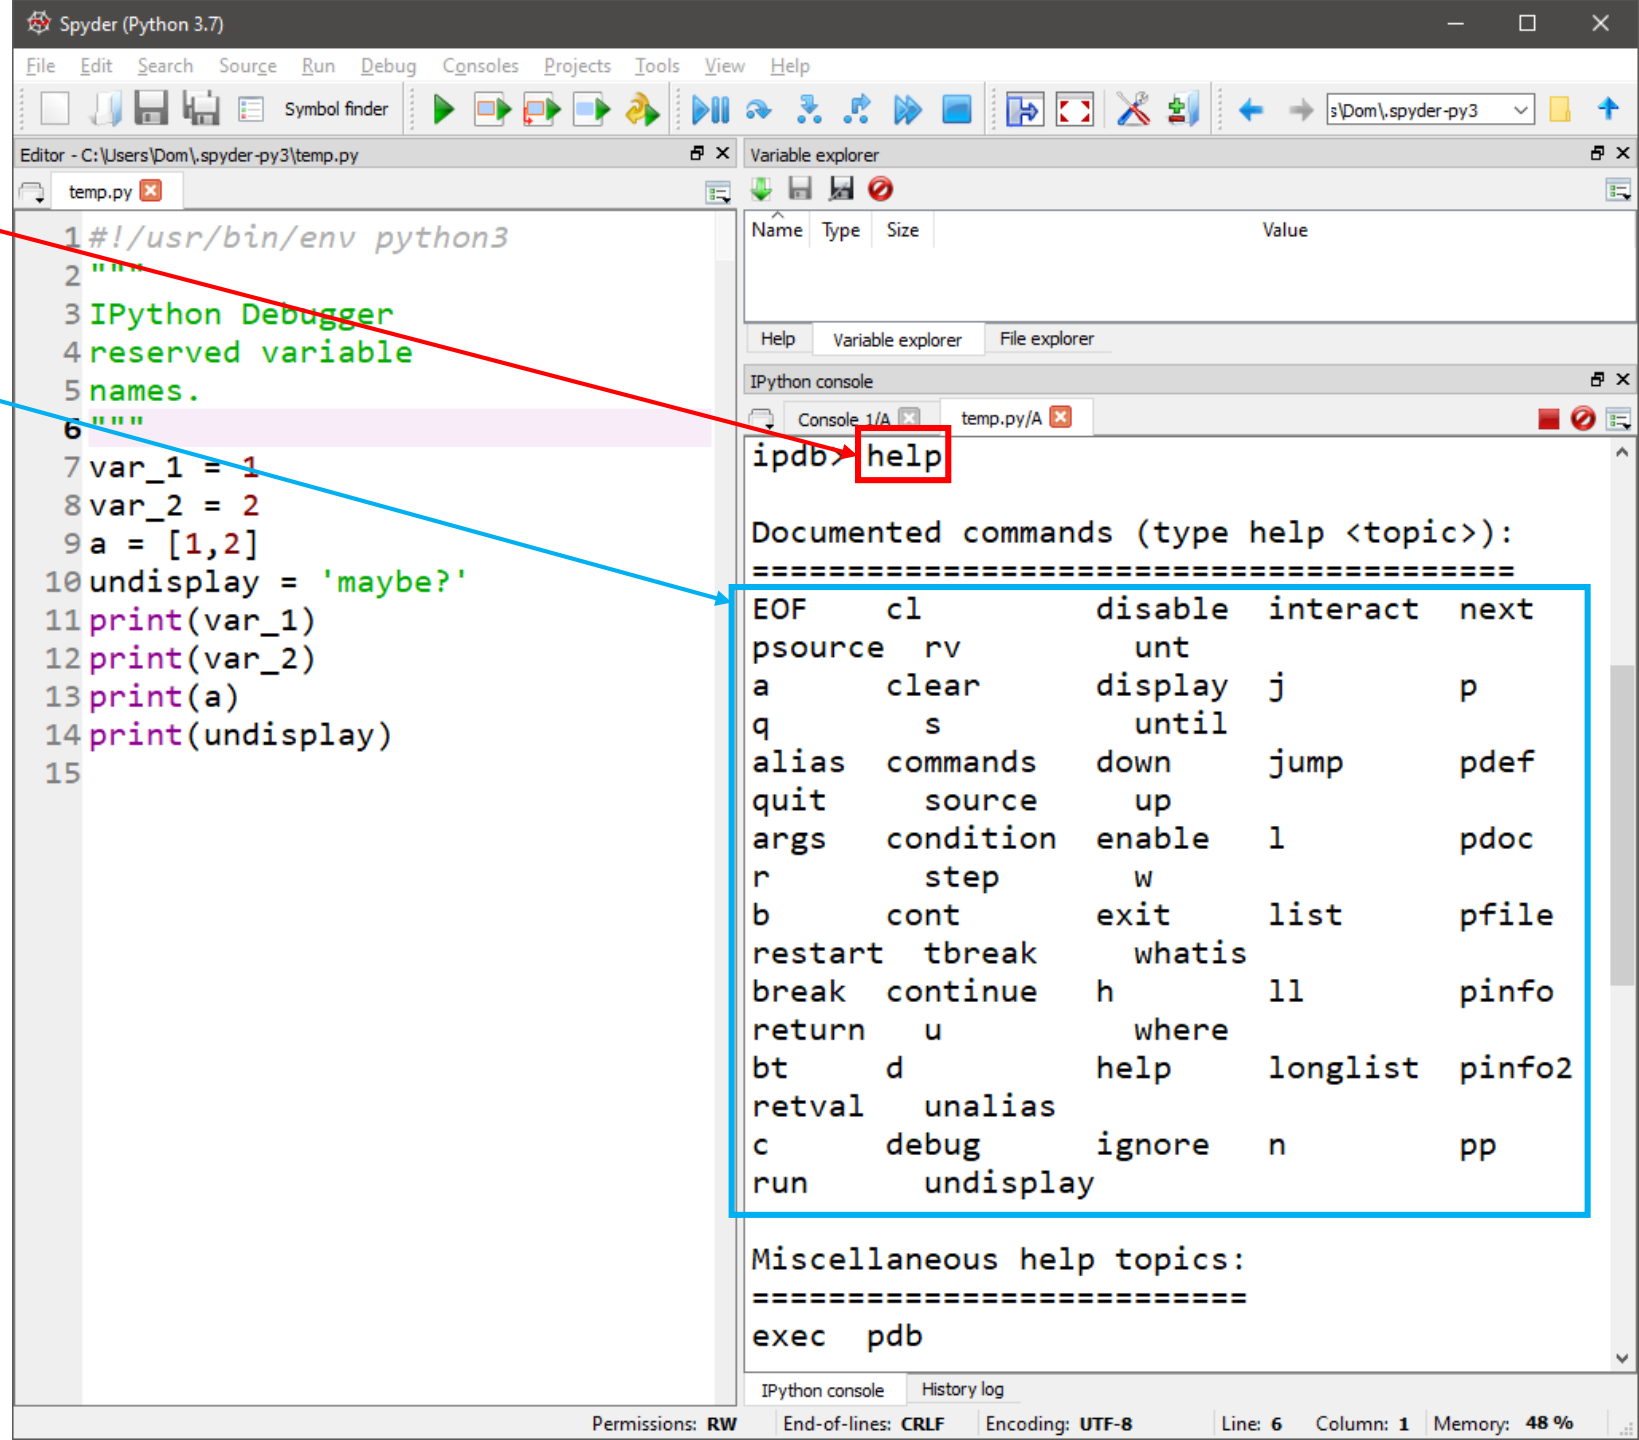 Spyder (Python 3.7)
File Edit Search Source Run Debug Consoles Projects Tools View Help
Symbol finder
s\Dom\.spyder-py3
Editor - C:\Users\Dom\.spyder-py3\temp.py
temp.py
1 #!/usr/bin/env python3
2 """
3 IPython Debugger
4 reserved variable
5 names.
6 """
7 var_1 = 1
8 var_2 = 2
9 a = [1,2]
10 undisplay = 'maybe?'
11 print(var_1)
12 print(var_2)
13 print(a)
14 print(undisplay)
15
Variable explorer
Name Type Size Value
Help Variable explorer File explorer
IPython console
Console 1/A temp.py/A
ipdb> help
Documented commands (type help <topic>):
========================================
EOF cl disable interact next
psource rv unt
a clear display j p
q s until
alias commands down jump pdef
quit source up
args condition enable l pdoc
r step w
b cont exit list pfile
restart tbreak whatis
break continue h ll pinfo
return u where
bt d help longlist pinfo2
retval unalias
c debug ignore n pp
run undisplay
Miscellaneous help topics:
==========================
exec pdb
IPython console History log
Permissions: RW End-of-lines: CRLF Encoding: UTF-8 Line: 6 Column: 1 Memory: 48 %